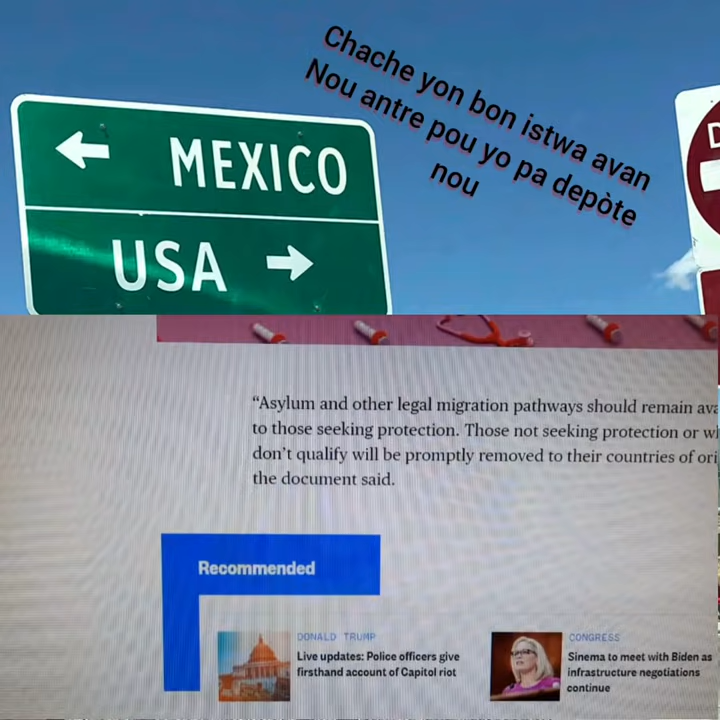 Chache yon bon istwa avan
Nou antre pou yo pa depòte
nou
MEXICO
USA
D
“Asylum and other legal migration pathways should remain ava
to those seeking protection. Those not seeking protection or wh
don’t qualify will be promptly removed to their countries of ori
the document said.
Recommended
DONALD TRUMP
Live updates: Police officers give
firsthand account of Capitol riot
CONGRESS
Sinema to meet with Biden as
infrastructure negotiations
continue